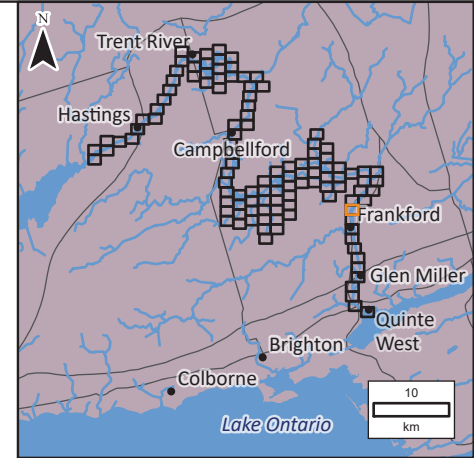 N
Trent River
Hastings
Campbellford
Frankford
Glen Miller
Quinte
West
Brighton
Colborne
Lake Ontario
10
km